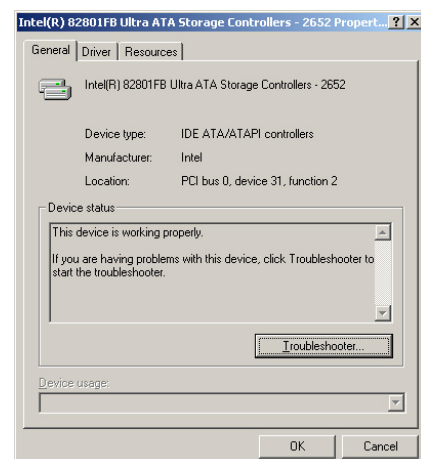 Intel(R) 82801FB Ultra ATA Storage Controllers - 2652 Propert... ? X
General Driver Resources
Intel(R) 82801FB Ultra ATA Storage Controllers - 2652
Device type: IDE ATA/ATAPI controllers
Manufacturer: Intel
Location: PCI bus 0, device 31, function 2
Device status
This device is working properly.
If you are having problems with this device, click Troubleshooter to
start the troubleshooter.
Troubleshooter...
Device usage:
OK Cancel